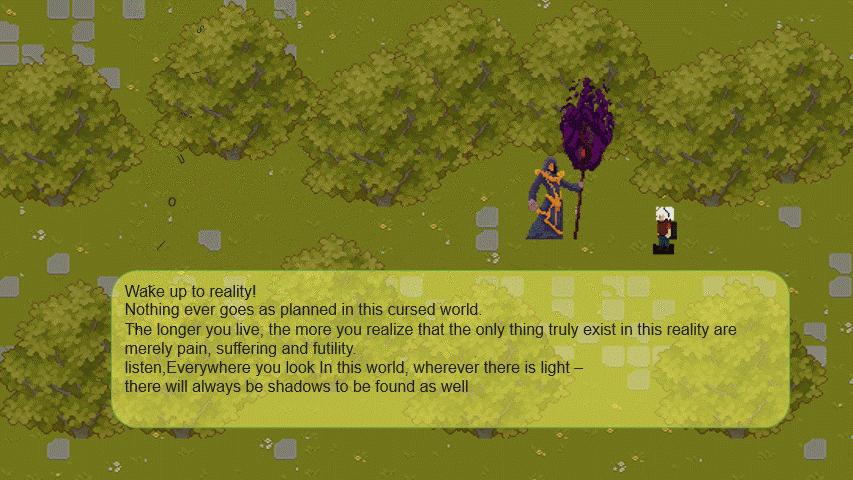 Wake up to reality!
Nothing ever goes as planned in this cursed world.
The longer you live, the more you realize that the only thing truly exist in this reality are
merely pain, suffering and futility.
listen,Everywhere you look In this world, wherever there is light –
there will always be shadows to be found as well